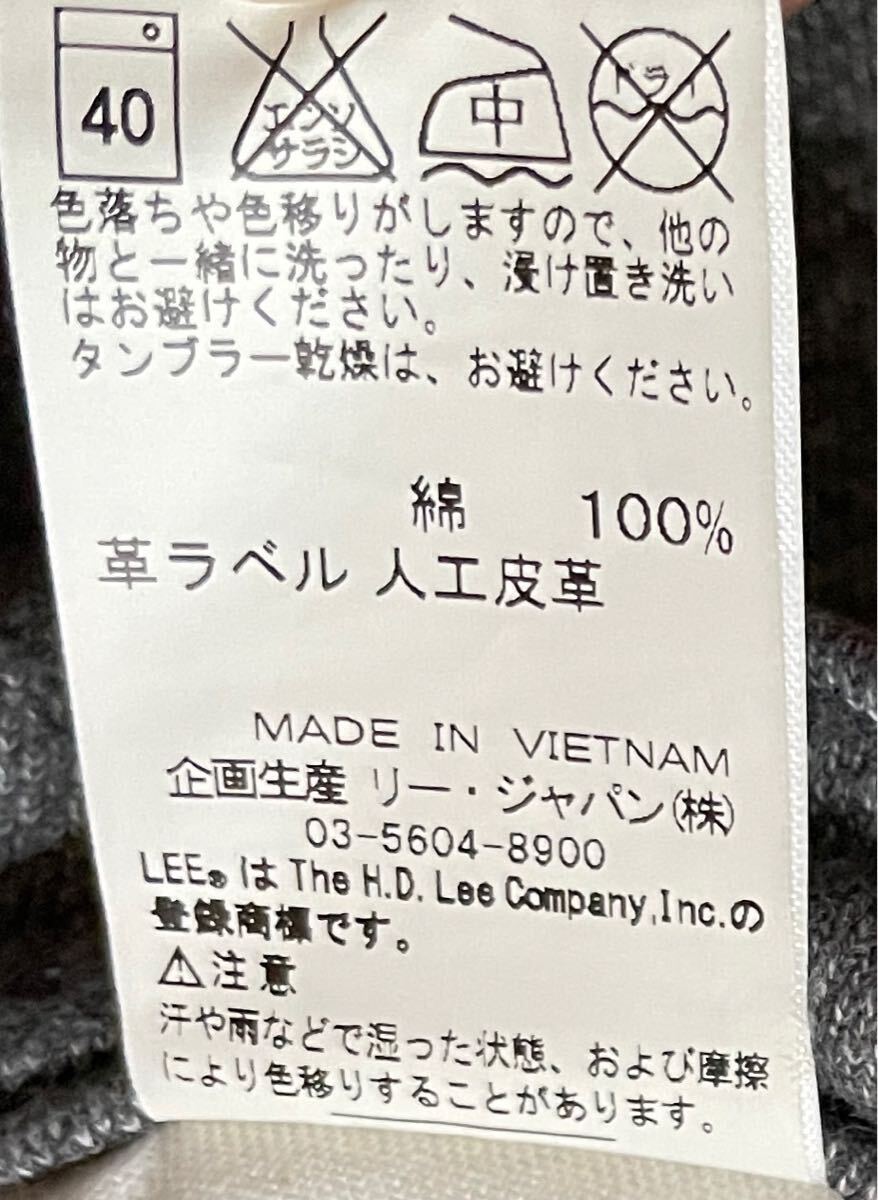 40 エンソ 中 ドライ
サラシ
色落ちや色移りがしますので、他の
物と一緒に洗ったり、浸け置き洗い
はお避けください。
タンブラー乾燥は、お避けください。
綿 100%
革ラベル 人工皮革
MADE IN VIETNAM
企画生産 リー・ジャパン(株)
03-5604-8900
LEE®は The H.D. Lee Company,Inc.の
登録商標です。
⚠注意
汗や雨などで湿った状態、および摩擦
により色移りすることがあります。